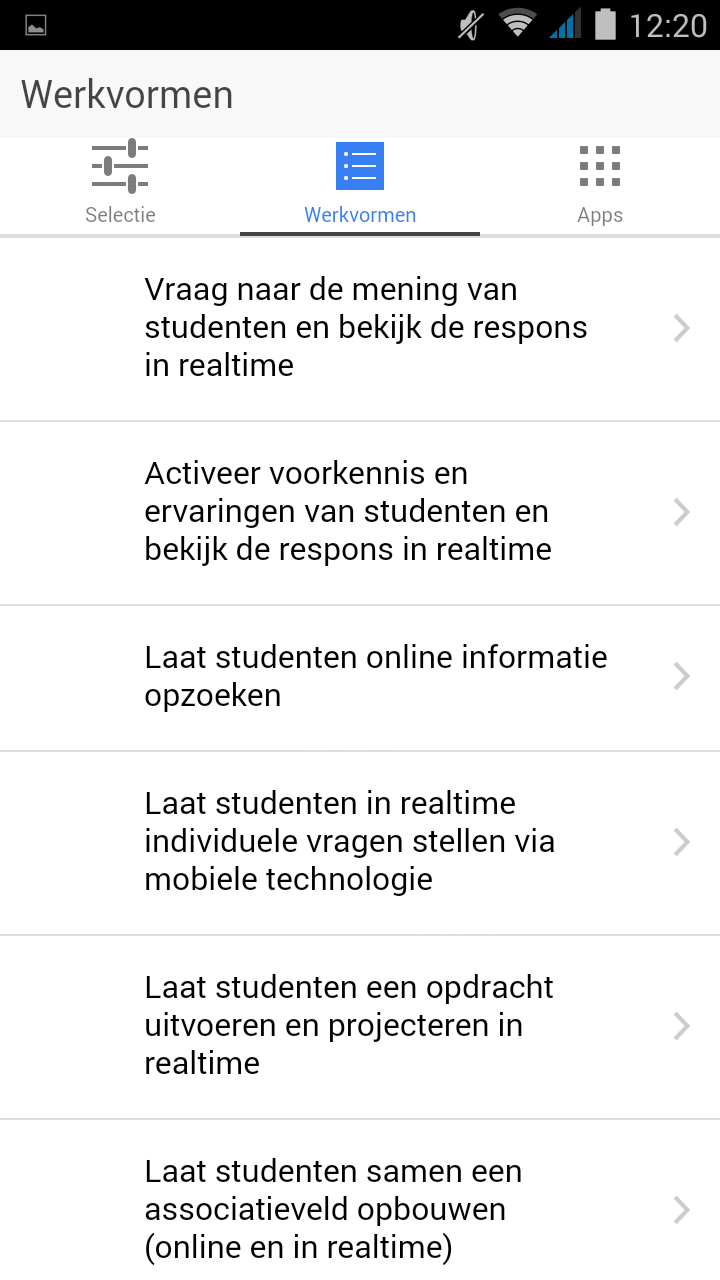 12:20
Werkvormen
Selectie
Werkvormen
Apps
Vraag naar de mening van
studenten en bekijk de respons
in realtime
Activeer voorkennis en
ervaringen van studenten en
bekijk de respons in realtime
Laat studenten online informatie
opzoeken
Laat studenten in realtime
individuele vragen stellen via
mobiele technologie
Laat studenten een opdracht
uitvoeren en projecteren in
realtime
Laat studenten samen een
associatieveld opbouwen
(online en in realtime)